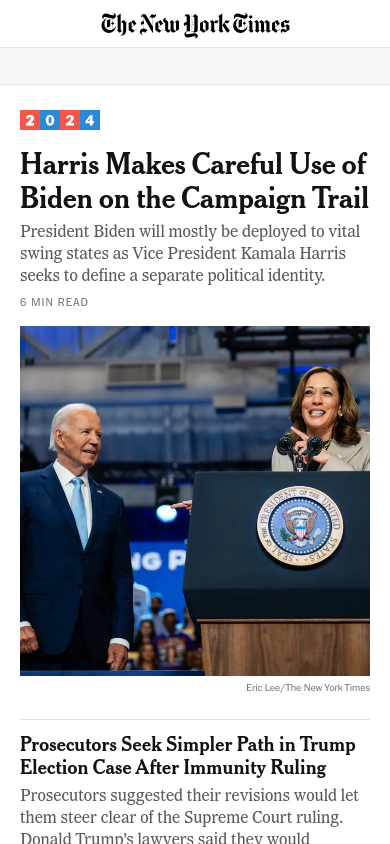 The New York Times
2024
Harris Makes Careful Use of
Biden on the Campaign Trail
President Biden will mostly be deployed to vital
swing states as Vice President Kamala Harris
seeks to define a separate political identity.
6 MIN READ
NG P
SEAL OF THE PRESIDENT OF THE UNITED STATES
Eric Lee/The New York Times
Prosecutors Seek Simpler Path in Trump
Election Case After Immunity Ruling
Prosecutors suggested their revisions would let
them steer clear of the Supreme Court ruling.
Donald Trump’s lawyers said they would